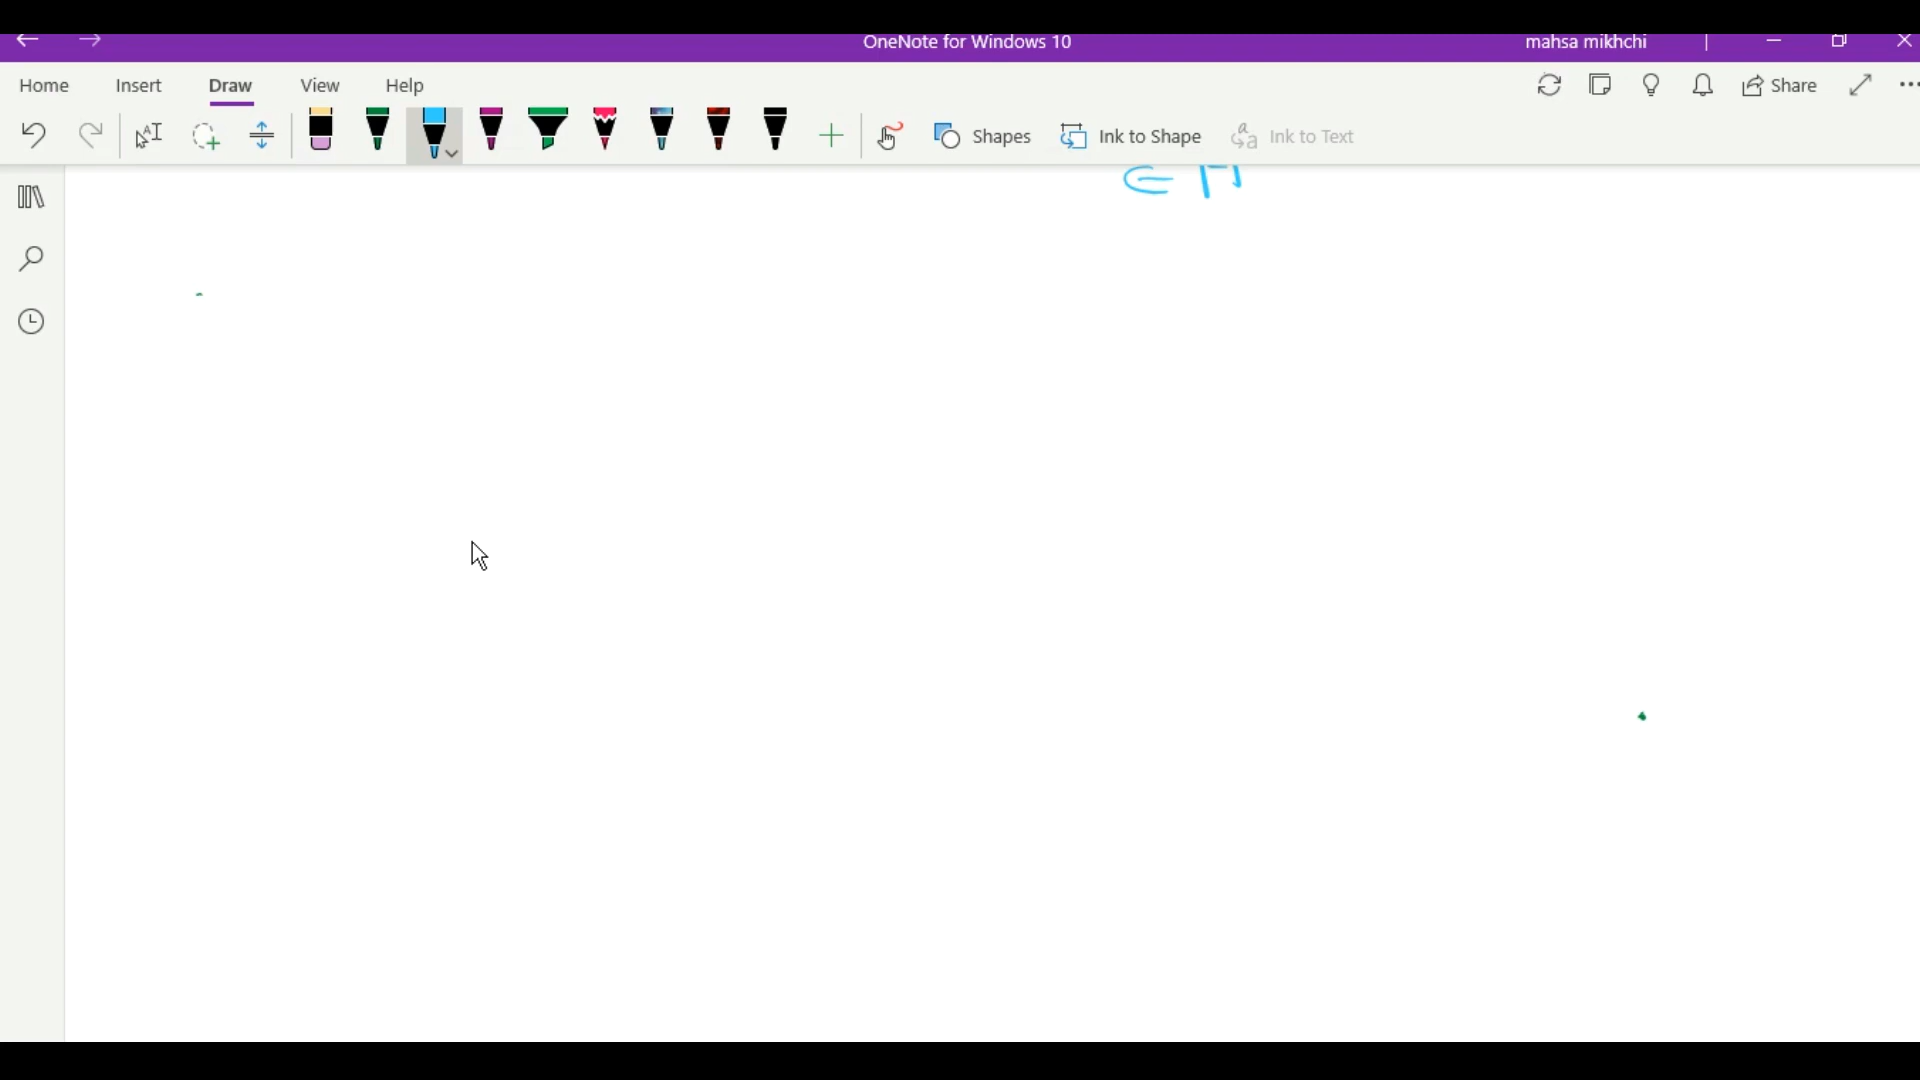 OneNote for Windows 10
mahsa mikhchi
Home Insert Draw View Help
Share
Shapes Ink to Shape Ink to Text
∈